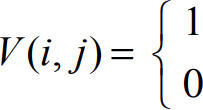 V(i, j) = { 1
0